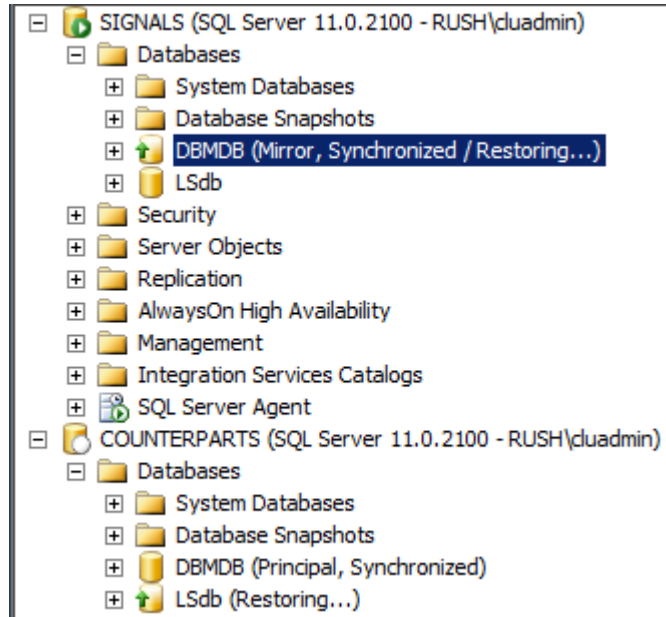 SIGNALS (SQL Server 11.0.2100 - RUSH\cluadmin)
Databases
System Databases
Database Snapshots
DBMDB (Mirror, Synchronized / Restoring...)
LSdb
Security
Server Objects
Replication
AlwaysOn High Availability
Management
Integration Services Catalogs
SQL Server Agent
COUNTERPARTS (SQL Server 11.0.2100 - RUSH\cluadmin)
Databases
System Databases
Database Snapshots
DBMDB (Principal, Synchronized)
LSdb (Restoring...)